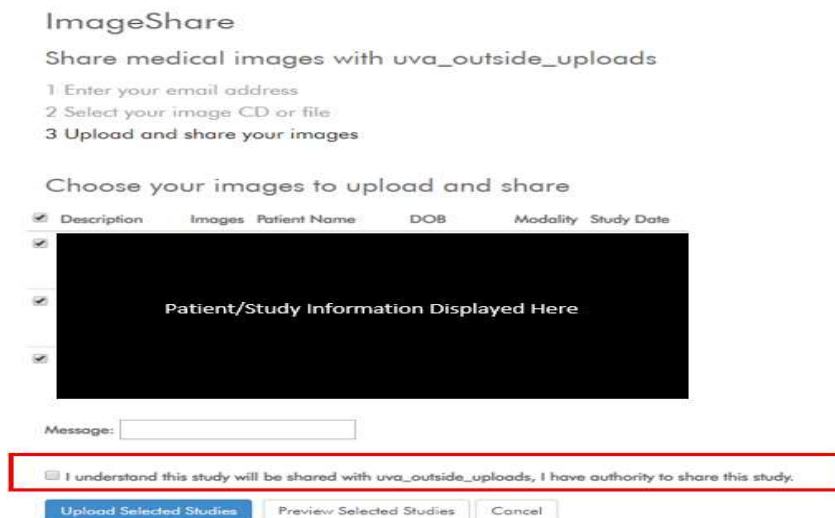 ImageShare
Share medical images with uva_outside_uploads
1 Enter your email address
2 Select your image CD or file
3 Upload and share your images
Choose your images to upload and share
Description Images Patient Name DOB Modality Study Date
Patient/Study Information Displayed Here
Message:
I understand this study will be shared with uva_outside_uploads, I have authority to share this study.
Upload Selected Studies Preview Selected Studies Cancel